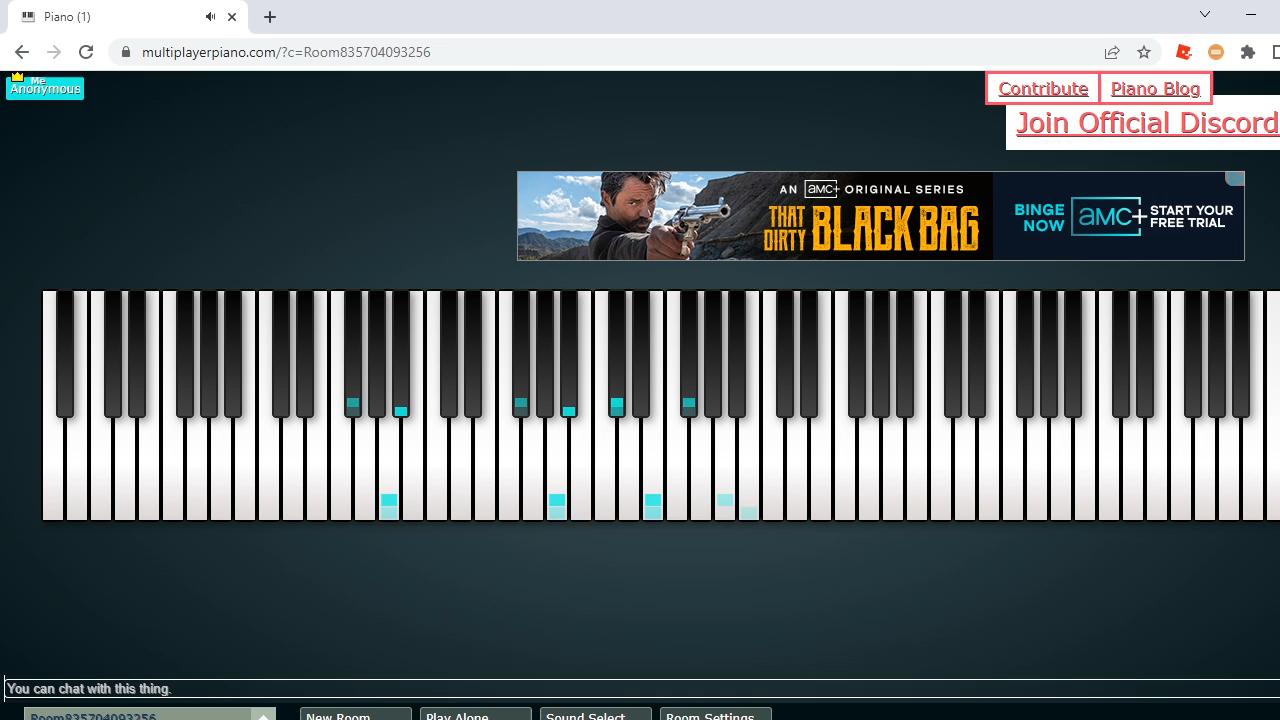 Piano (1)
multiplayerpiano.com/?c=Room835704093256
Me
Anonymous
Contribute
Piano Blog
Join Official Discord
AN amc+ ORIGINAL SERIES
THAT DIRTY BLACK BAG
BINGE NOW
amc+
START YOUR FREE TRIAL
You can chat with this thing.
Room835704093256
New Room
Play Alone
Sound Select
Room Settings